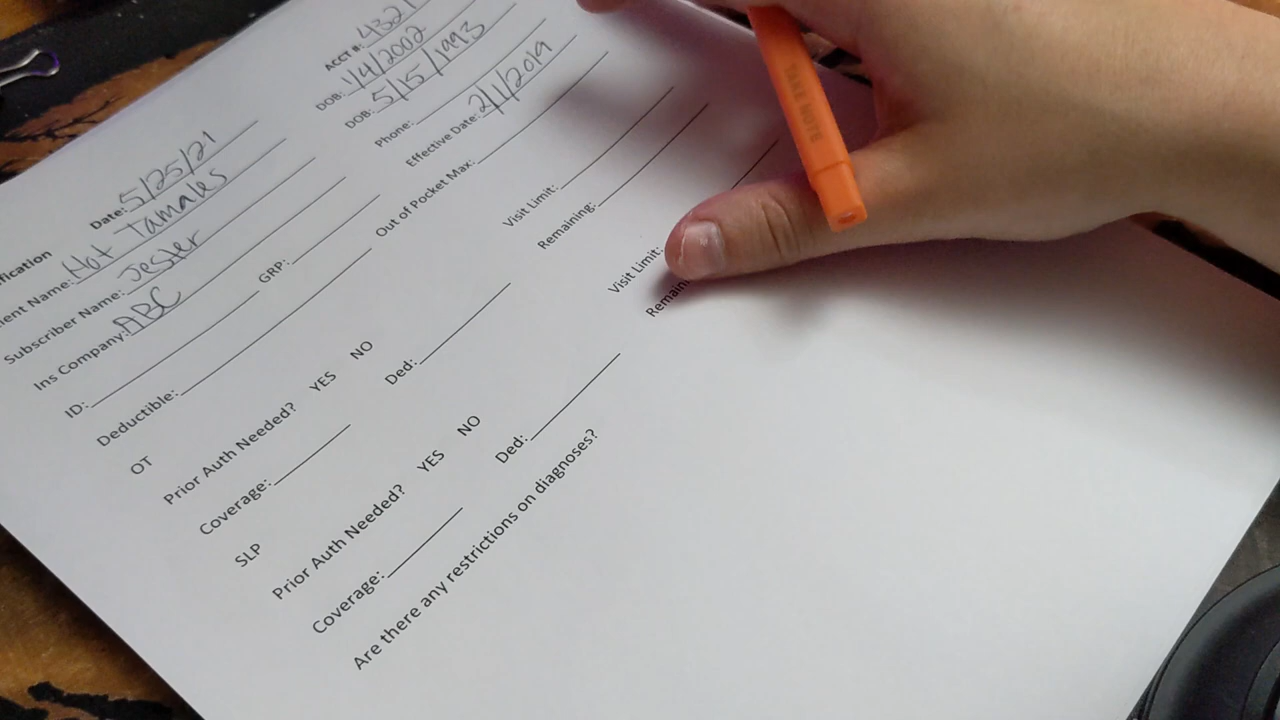 fication Date: 5/25/21 ACCT #: 4321
ent Name: Hot Tamales DOB: 1/4/2002
Subscriber Name: Jester DOB: 5/15/1993
Ins Company: ABC Phone:
ID: GRP: Effective Date: 2/1/2019
Deductible: Out of Pocket Max:
OT
Prior Auth Needed? YES NO Visit Limit:
Coverage: Ded: Remaining:
SLP
Prior Auth Needed? YES NO Visit Limit:
Coverage: Ded: Remain
Are there any restrictions on diagnoses?